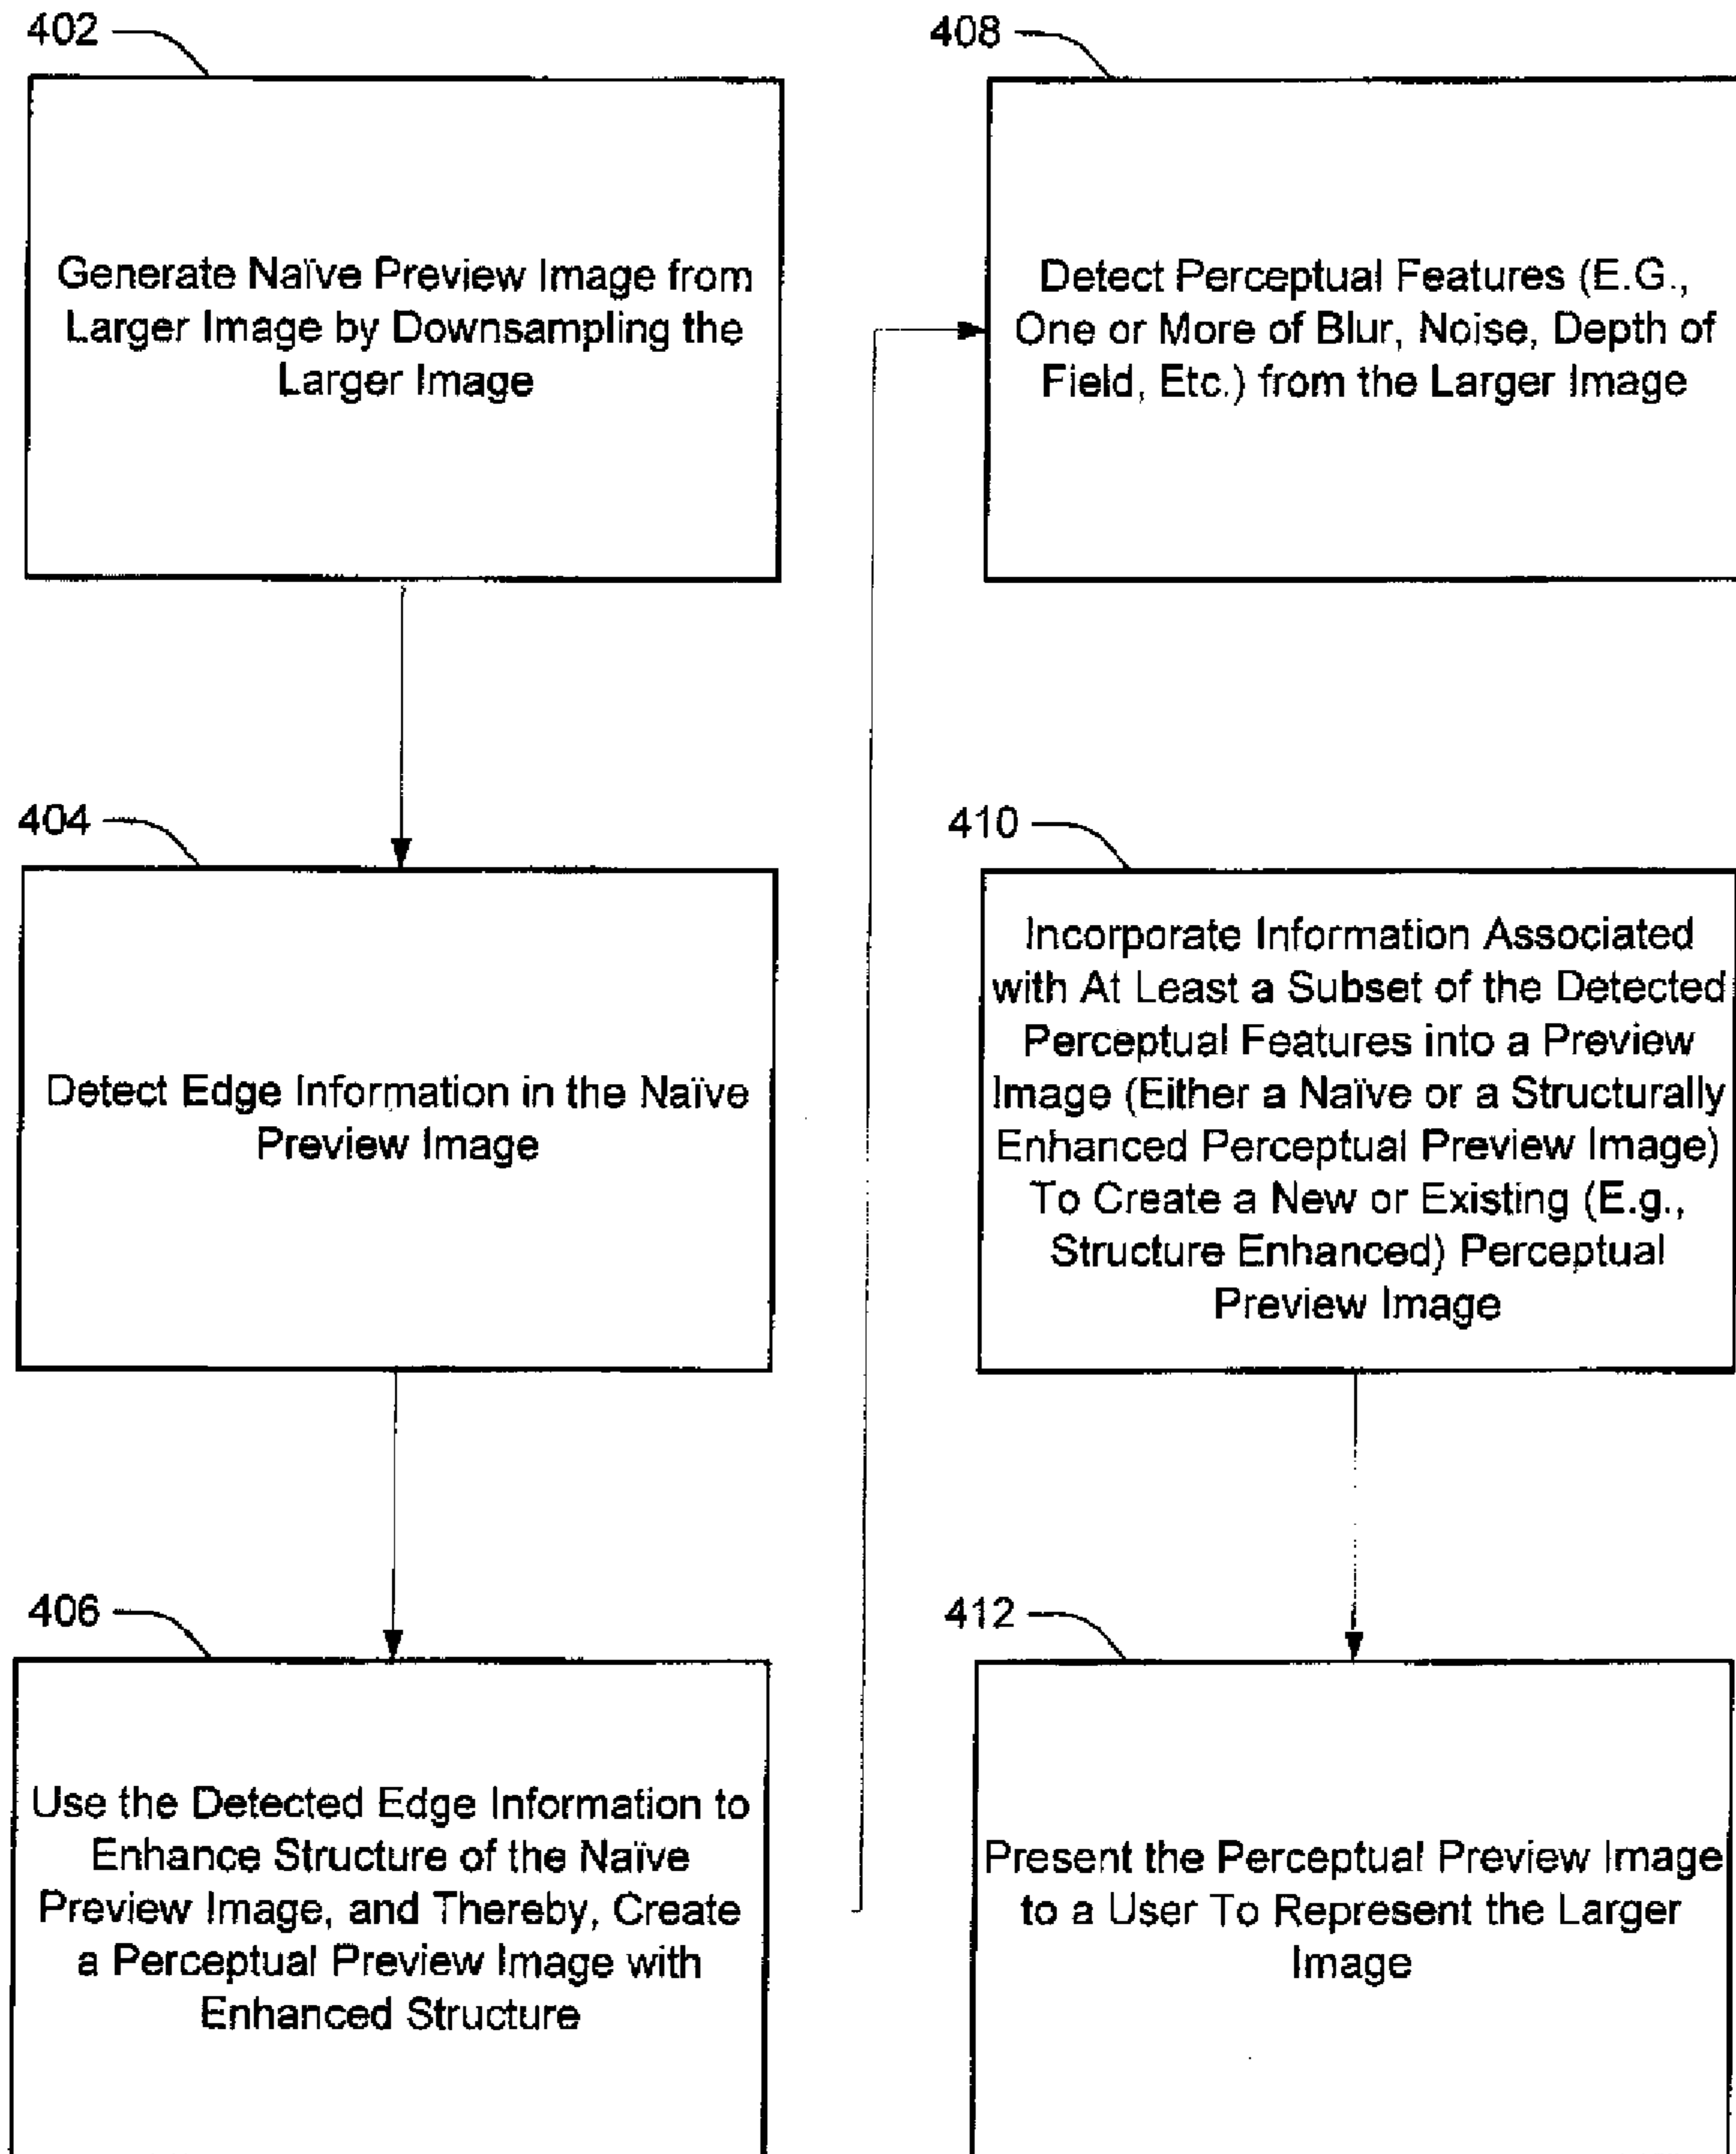 402
Generate Naïve Preview Image from
Larger Image by Downsampling the
Larger Image
404
Detect Edge Information in the Naïve
Preview Image
406
Use the Detected Edge Information to
Enhance Structure of the Naïve
Preview Image, and Thereby, Create
a Perceptual Preview Image with
Enhanced Structure
408
Detect Perceptual Features (E.G.,
One or More of Blur, Noise, Depth of
Field, Etc.) from the Larger Image
410
Incorporate Information Associated
with At Least a Subset of the Detected
Perceptual Features into a Preview
Image (Either a Naïve or a Structurally
Enhanced Perceptual Preview Image)
To Create a New or Existing (E.g.,
Structure Enhanced) Perceptual
Preview Image
412
Present the Perceptual Preview Image
to a User To Represent the Larger
Image